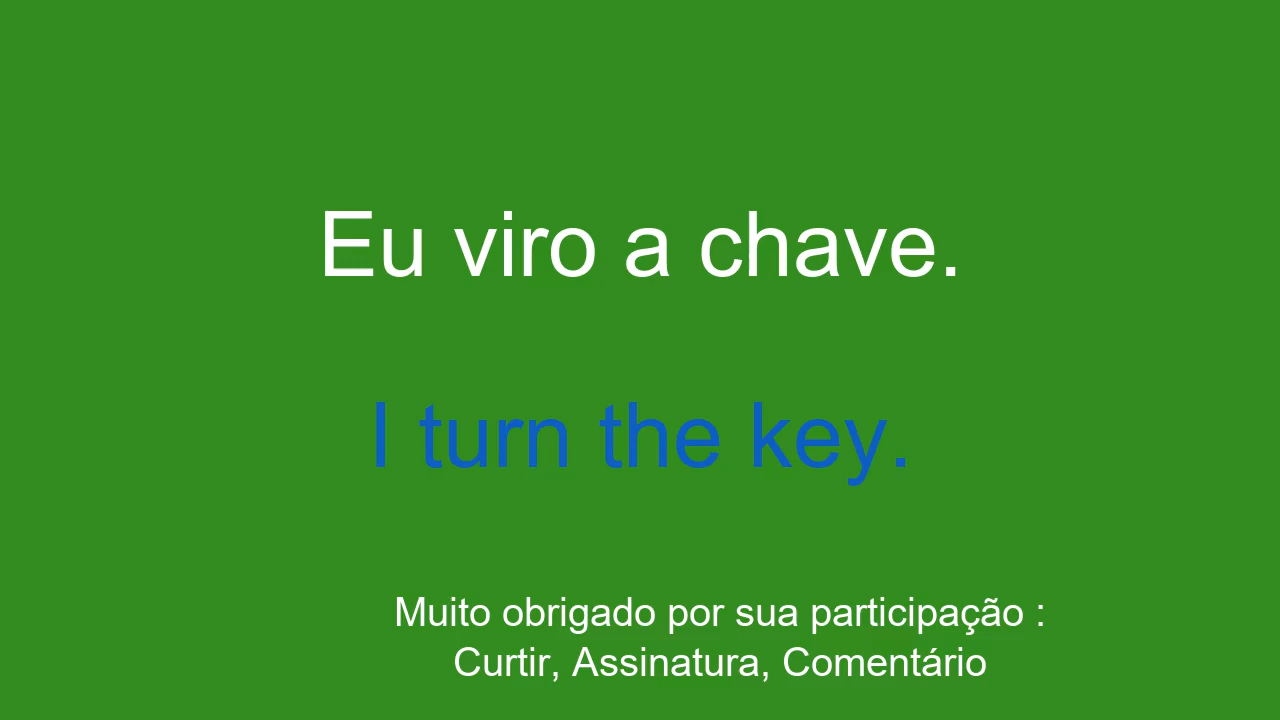 Eu viro a chave.
I turn the key.
Muito obrigado por sua participação :
Curtir, Assinatura, Comentário